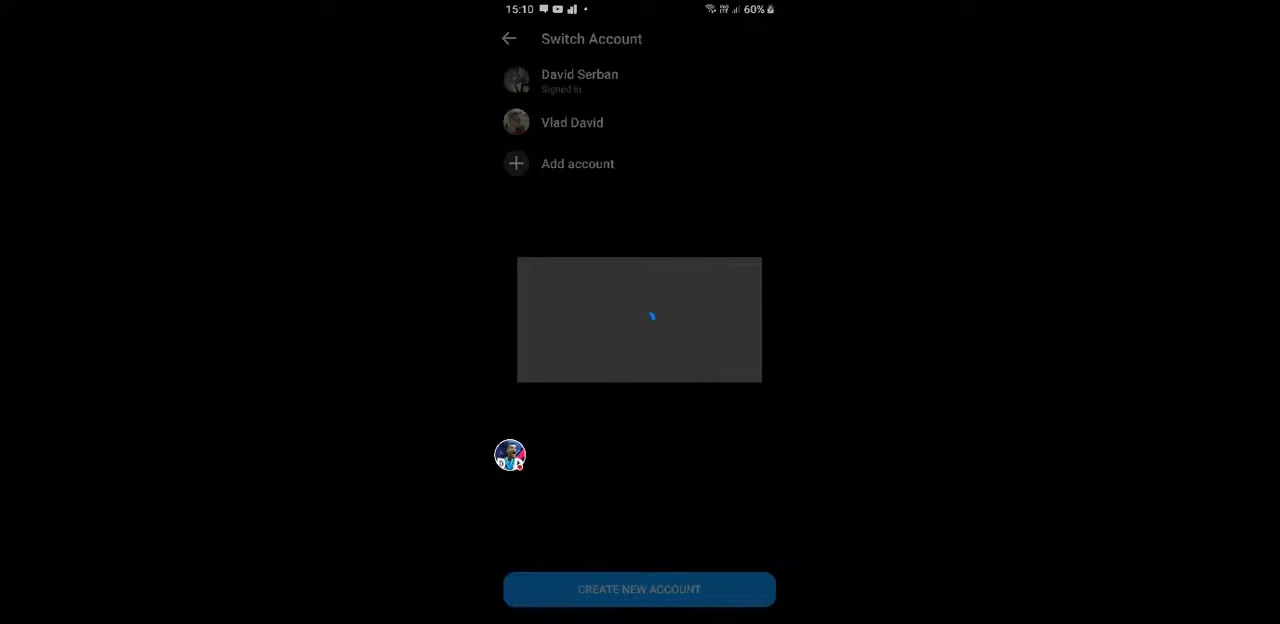 15:10
60%
Switch Account
David Serban
Signed in
Vlad David
Add account
CREATE NEW ACCOUNT